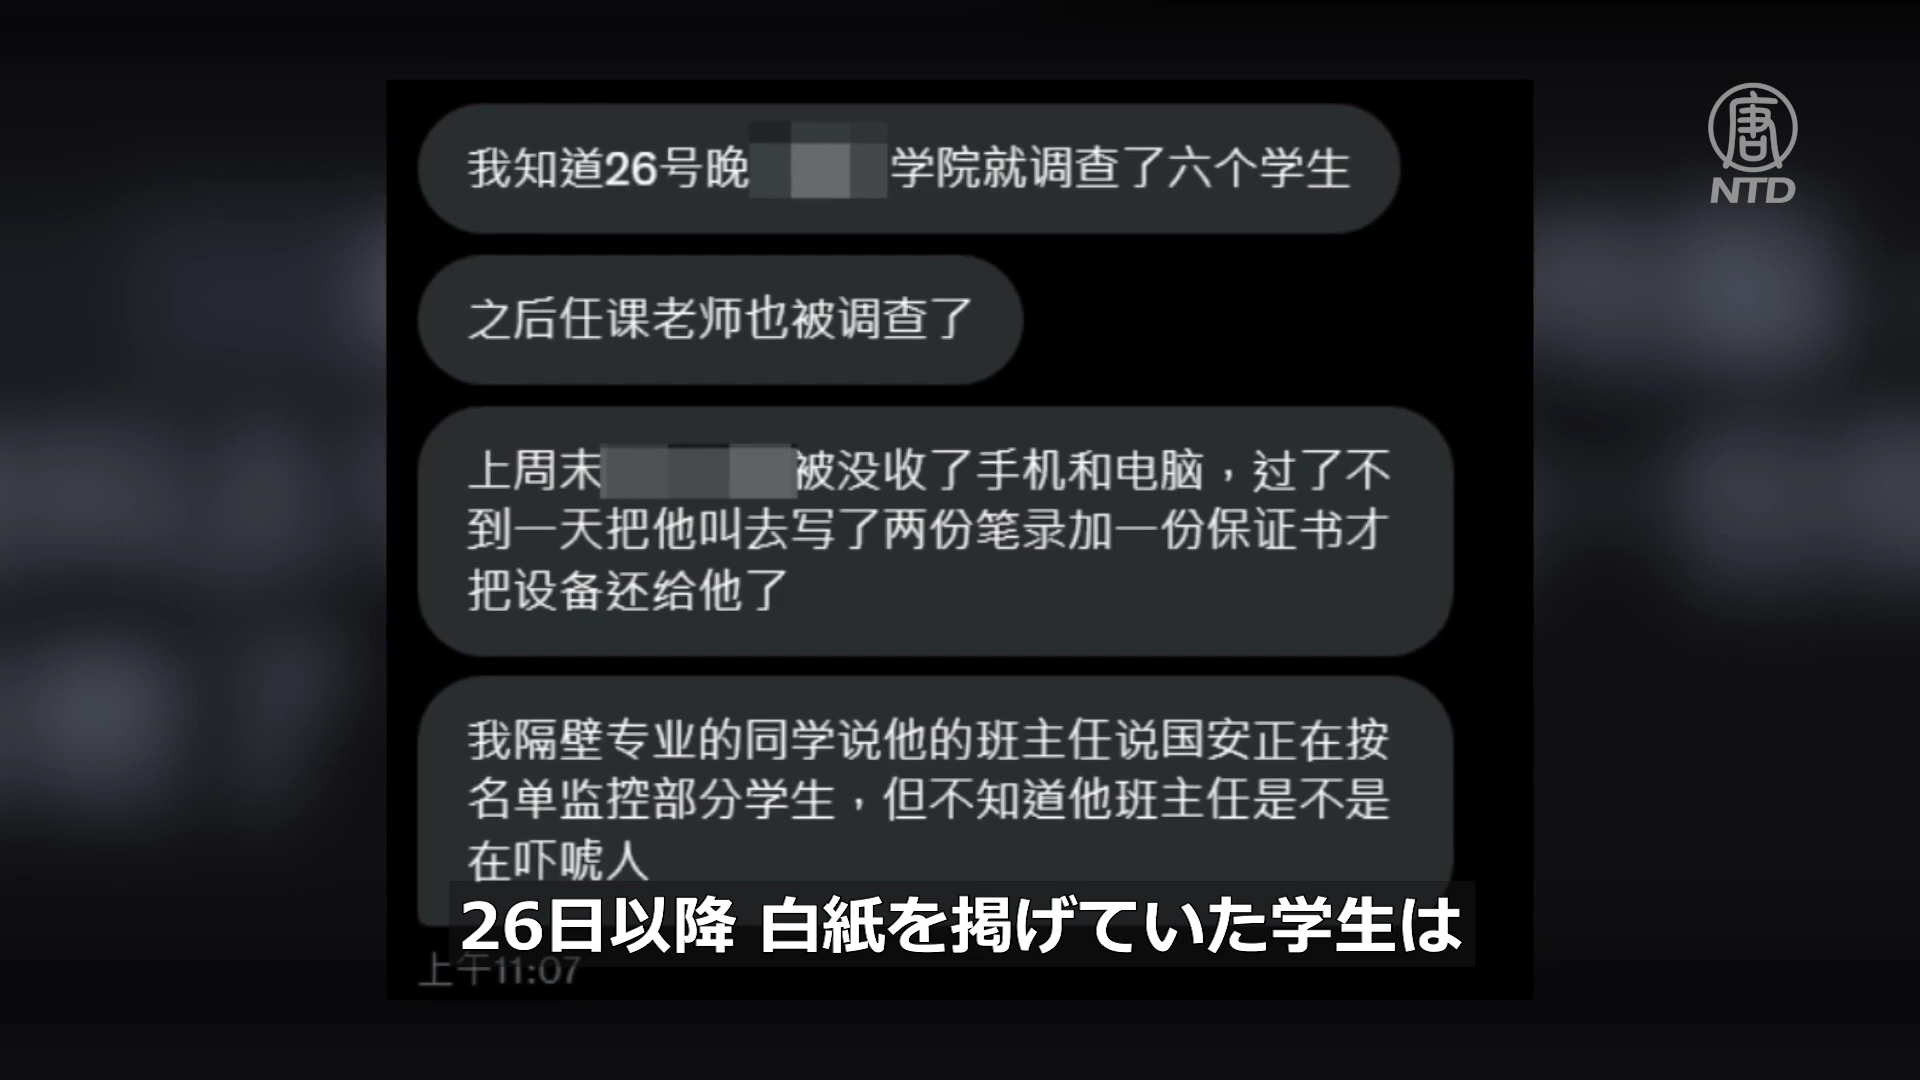 唐
NTD
我知道26号晚 学院就调查了六个学生
之后任课老师也被调查了
上周末 被没收了手机和电脑，过了不
到一天把他叫去写了两份笔录加一份保证书才
把设备还给他了
我隔壁专业的同学说他的班主任说国安正在按
名单监控部分学生，但不知道他班主任是不是
在吓唬人
26日以降 白紙を掲げていた学生は
上午11:07